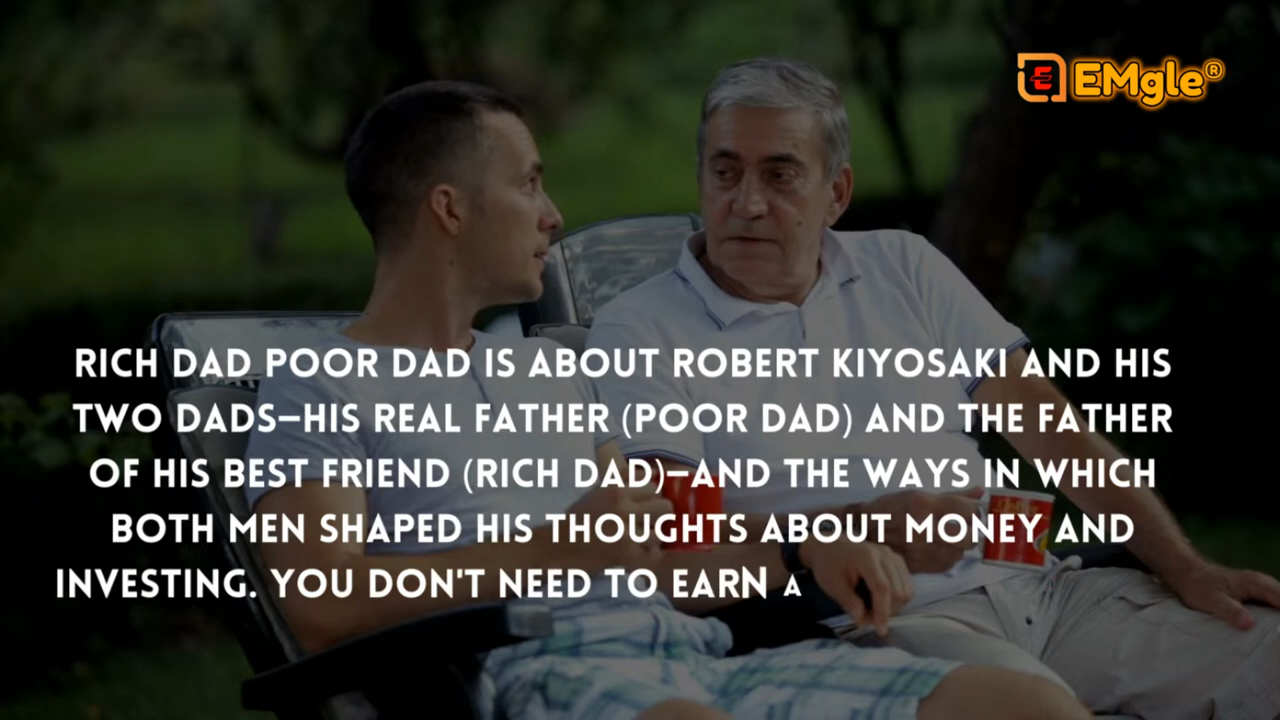 EMgle®
RICH DAD POOR DAD IS ABOUT ROBERT KIYOSAKI AND HIS
TWO DADS—HIS REAL FATHER (POOR DAD) AND THE FATHER
OF HIS BEST FRIEND (RICH DAD)—AND THE WAYS IN WHICH
BOTH MEN SHAPED HIS THOUGHTS ABOUT MONEY AND
INVESTING. YOU DON'T NEED TO EARN A